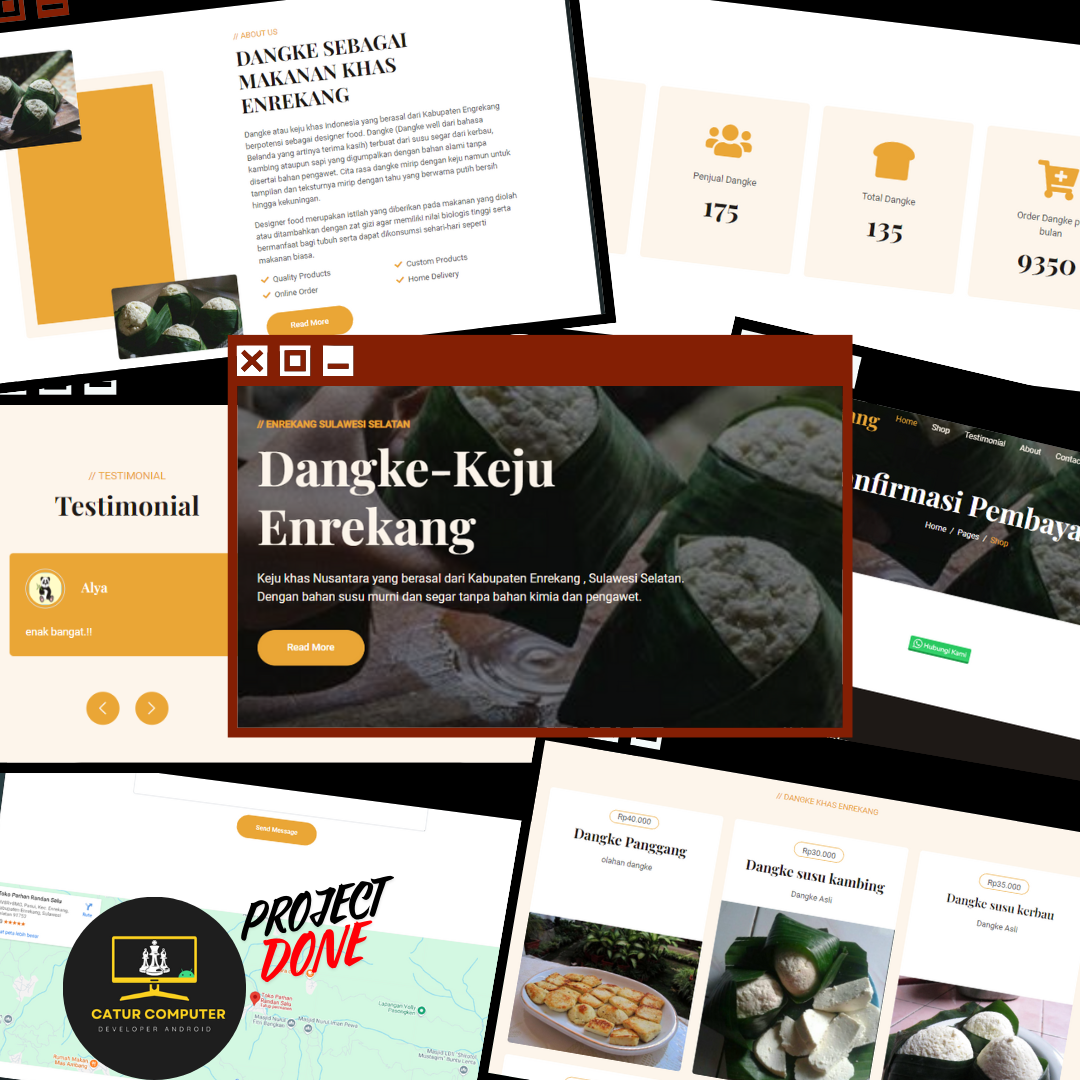 // ABOUT US
DANGKE SEBAGAI
MAKANAN KHAS
ENREKANG
Dangke atau keju khas Indonesia yang berasal dari Kabupaten Engrekang
berpotensi sebagai designer food. Dangke (Dangke well dari bahasa
Belanda yang artinya terima kasih) terbuat dari susu segar dari kerbau,
kambing ataupun sapi yang digumpalkan dengan bahan alami tanpa
disertai bahan pengawet. Cita rasa dangke mirip dengan keju namun untuk
tampilan dan teksturnya mirip dengan tahu yang berwarna putih bersih
hingga kekuningan.
Designer food merupakan istilah yang diberikan pada makanan yang diolah
atau ditambahkan dengan zat gizi agar memiliki nilai biologis tinggi serta
bermanfaat bagi tubuh serta dapat dikonsumsi sehari-hari seperti
makanan biasa.
Quality Products
Custom Products
Online Order
Home Delivery
Read More
Penjual Dangke
175
Total Dangke
135
Order Dangke p
bulan
9350
// TESTIMONIAL
Testimonial
Alya
enak bangat.!!
// ENREKANG SULAWESI SELATAN
Dangke-Keju
Enrekang
Keju khas Nusantara yang berasal dari Kabupaten Enrekang , Sulawesi Selatan.
Dengan bahan susu murni dan segar tanpa bahan kimia dan pengawet.
Read More
ang
Home
Shop
Testimonial
About
Contac
onfirmasi Pembaya
Home / Pages / Shop
Hubungi Kami
Send Message
PROJECT
DONE
CATUR COMPUTER
DEVELOPER ANDROID
// DANGKE KHAS ENREKANG
Rp40.000
Dangke Panggang
olahan dangke
Rp30.000
Dangke susu kambing
Dangke Asli
Rp35.000
Dangke susu kerbau
Dangke Asli